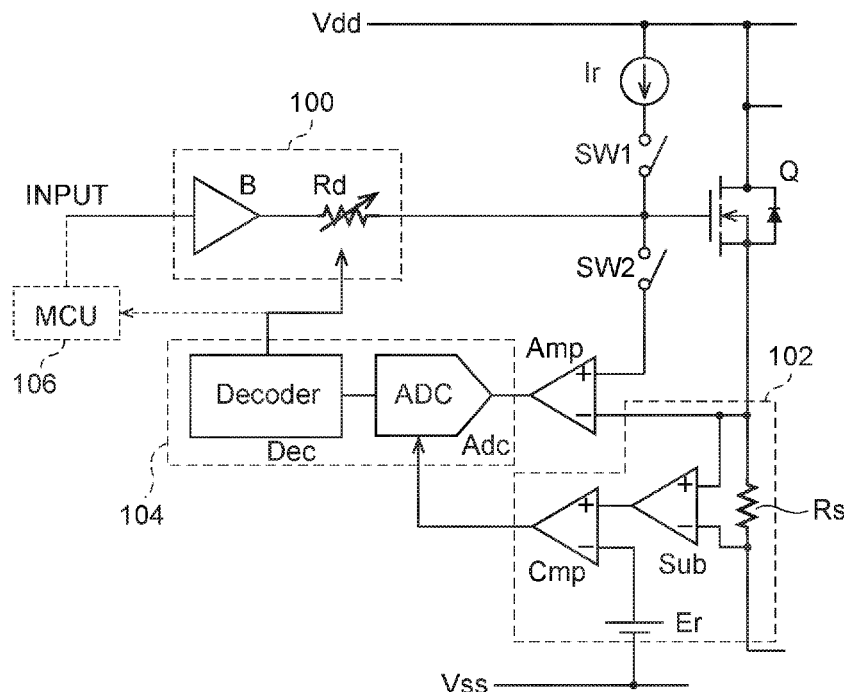 Vdd
Ir
100
SW1
B
Rd
Q
INPUT
SW2
MCU
106
Amp
+
−
102
Decoder
ADC
Dec
Adc
104
+
−
+
−
Rs
Cmp
Sub
Er
Vss